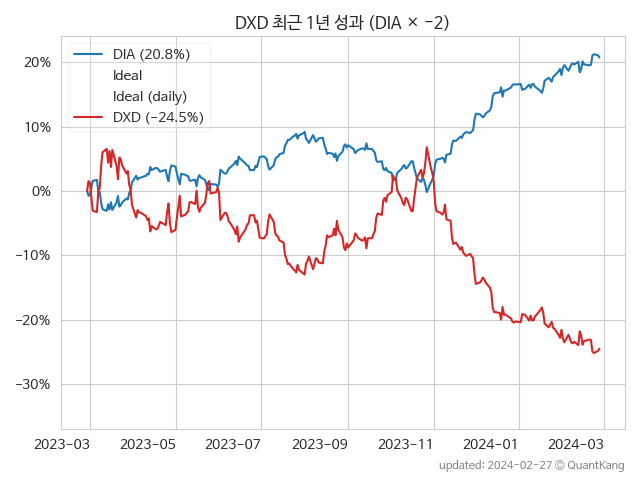 DXD 최근 1년 성과 (DIA × −2)
DIA (20.8%)
Ideal
Ideal (daily)
DXD (−24.5%)
20%
10%
0%
−10%
−20%
−30%
2023-03
2023-05
2023-07
2023-09
2023-11
2024-01
2024-03
updated: 2024-02-27 © QuantKang